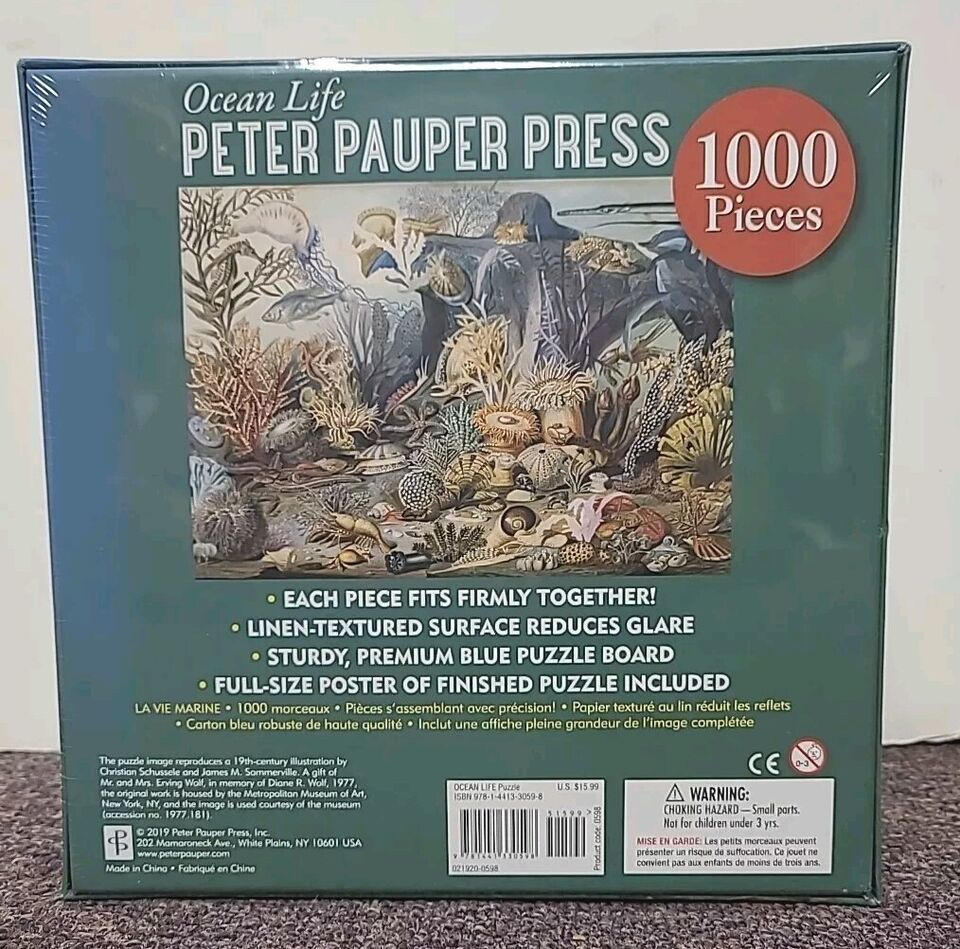 Ocean Life
PETER PAUPER PRESS
1000
Pieces
• EACH PIECE FITS FIRMLY TOGETHER!
• LINEN-TEXTURED SURFACE REDUCES GLARE
• STURDY, PREMIUM BLUE PUZZLE BOARD
• FULL-SIZE POSTER OF FINISHED PUZZLE INCLUDED
LA VIE MARINE • 1000 morceaux • Pièces s'assemblant avec précision! • Papier texturé au lin réduit les reflets
• Carton bleu robuste de haute qualité • Inclut une affiche pleine grandeur de l'image complétée
The puzzle image reproduces a 19th-century illustration by
Christian Schussele and James M. Sommerville. A gift of
Mr. and Mrs. Erving Wolf, in memory of Diane R. Wolf, 1977,
the original work is housed by the Metropolitan Museum of Art,
New York, NY, and the image is used courtesy of the museum
(accession no. 1977.181).
© 2019 Peter Pauper Press, Inc.
202 Mamaroneck Ave., White Plains, NY 10601 USA
www.peterpauper.com
Made in China • Fabriqué en Chine
OCEAN LIFE Puzzle U.S. $15.99
ISBN 978-1-4413-3059-8
51599
9 781441 330598
021920-0598
Product code: 0598
CE
0-3
WARNING:
CHOKING HAZARD—Small parts.
Not for children under 3 yrs.
MISE EN GARDE: Les petits morceaux peuvent
présenter un risque de suffocation. Ce jouet ne
convient pas aux enfants de moins de trois ans.